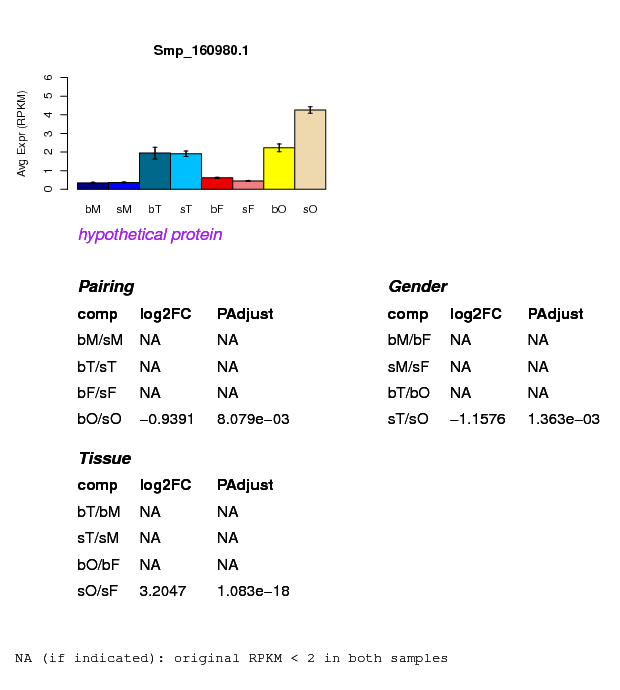 Smp_160980.1
Avg Expr (RPKM)
0 1 2 3 4 5 6
bM sM bT sT bF sF bO sO
hypothetical protein
Pairing
comp log2FC PAdjust
bM/sM NA NA
bT/sT NA NA
bF/sF NA NA
bO/sO −0.9391 8.079e−03
Gender
comp log2FC PAdjust
bM/bF NA NA
sM/sF NA NA
bT/bO NA NA
sT/sO −1.1576 1.363e−03
Tissue
comp log2FC PAdjust
bT/bM NA NA
sT/sM NA NA
bO/bF NA NA
sO/sF 3.2047 1.083e−18
NA (if indicated): original RPKM < 2 in both samples